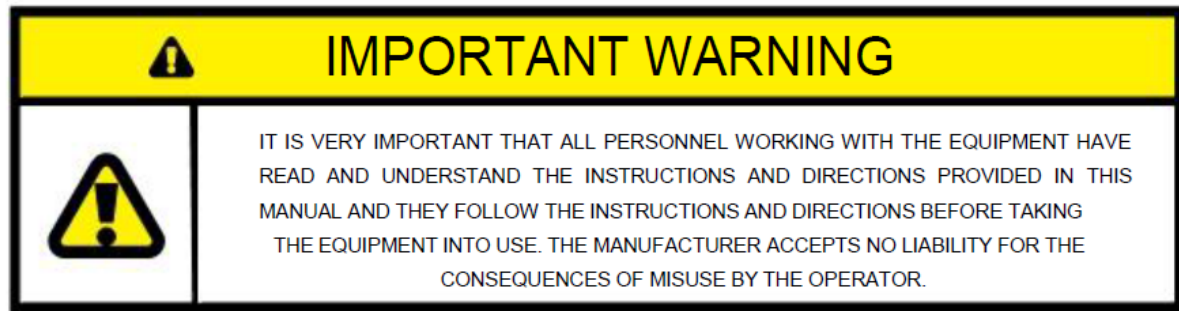 IMPORTANT WARNING
IT IS VERY IMPORTANT THAT ALL PERSONNEL WORKING WITH THE EQUIPMENT HAVE
READ AND UNDERSTAND THE INSTRUCTIONS AND DIRECTIONS PROVIDED IN THIS
MANUAL AND THEY FOLLOW THE INSTRUCTIONS AND DIRECTIONS BEFORE TAKING
THE EQUIPMENT INTO USE. THE MANUFACTURER ACCEPTS NO LIABILITY FOR THE
CONSEQUENCES OF MISUSE BY THE OPERATOR.